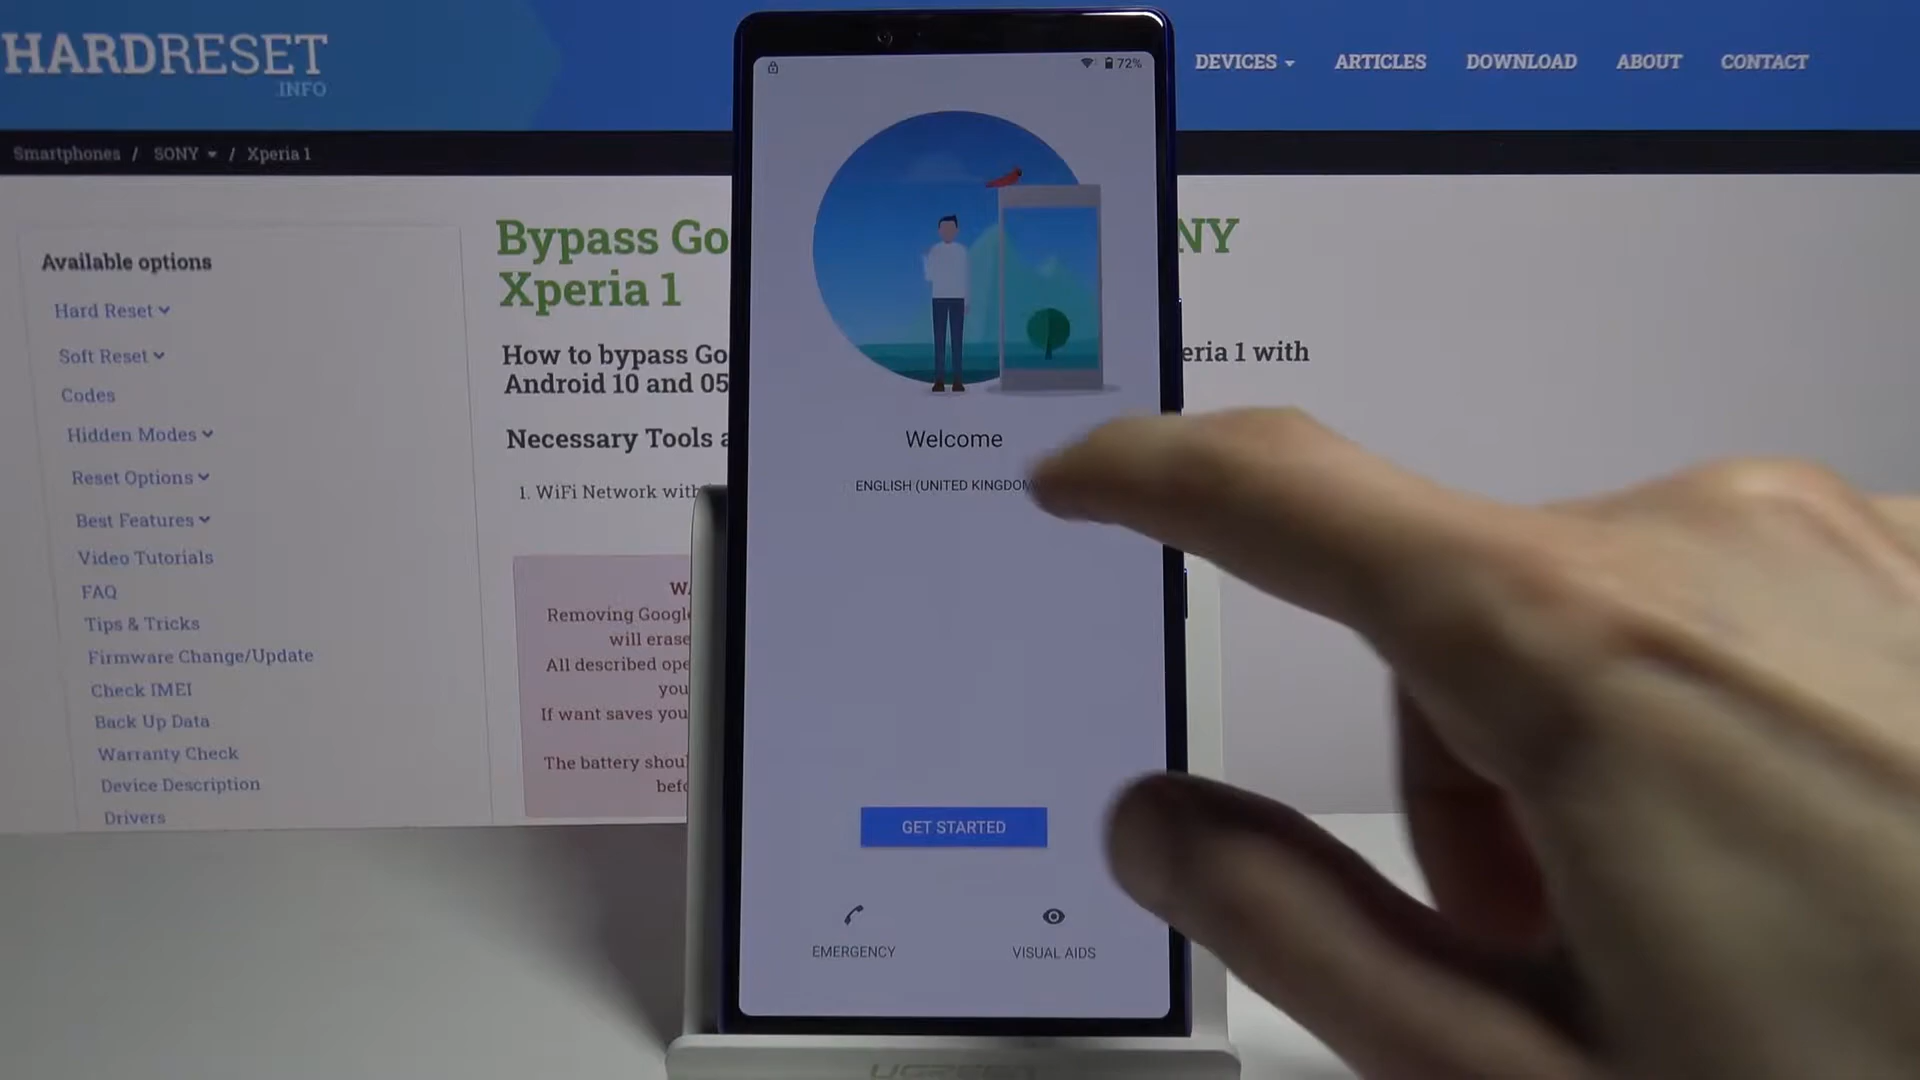 HARDRESET
.INFO
DEVICES
ARTICLES
DOWNLOAD
ABOUT
CONTACT
Smartphones / SONY / Xperia 1
Available options
Hard Reset
Soft Reset
Codes
Hidden Modes
Reset Options
Best Features
Video Tutorials
FAQ
Tips & Tricks
Firmware Change/Update
Check IMEI
Back Up Data
Warranty Check
Device Description
Drivers
Bypass Go
NY
Xperia 1
How to bypass Go
eria 1 with
Android 10 and 05
Necessary Tools
1. WiFi Network with
Removing Google
will erase
All described ope
you
If want saves you
The battery shou
befo
72%
Welcome
ENGLISH (UNITED KINGDOM
GET STARTED
EMERGENCY
VISUAL AIDS
UGREEN